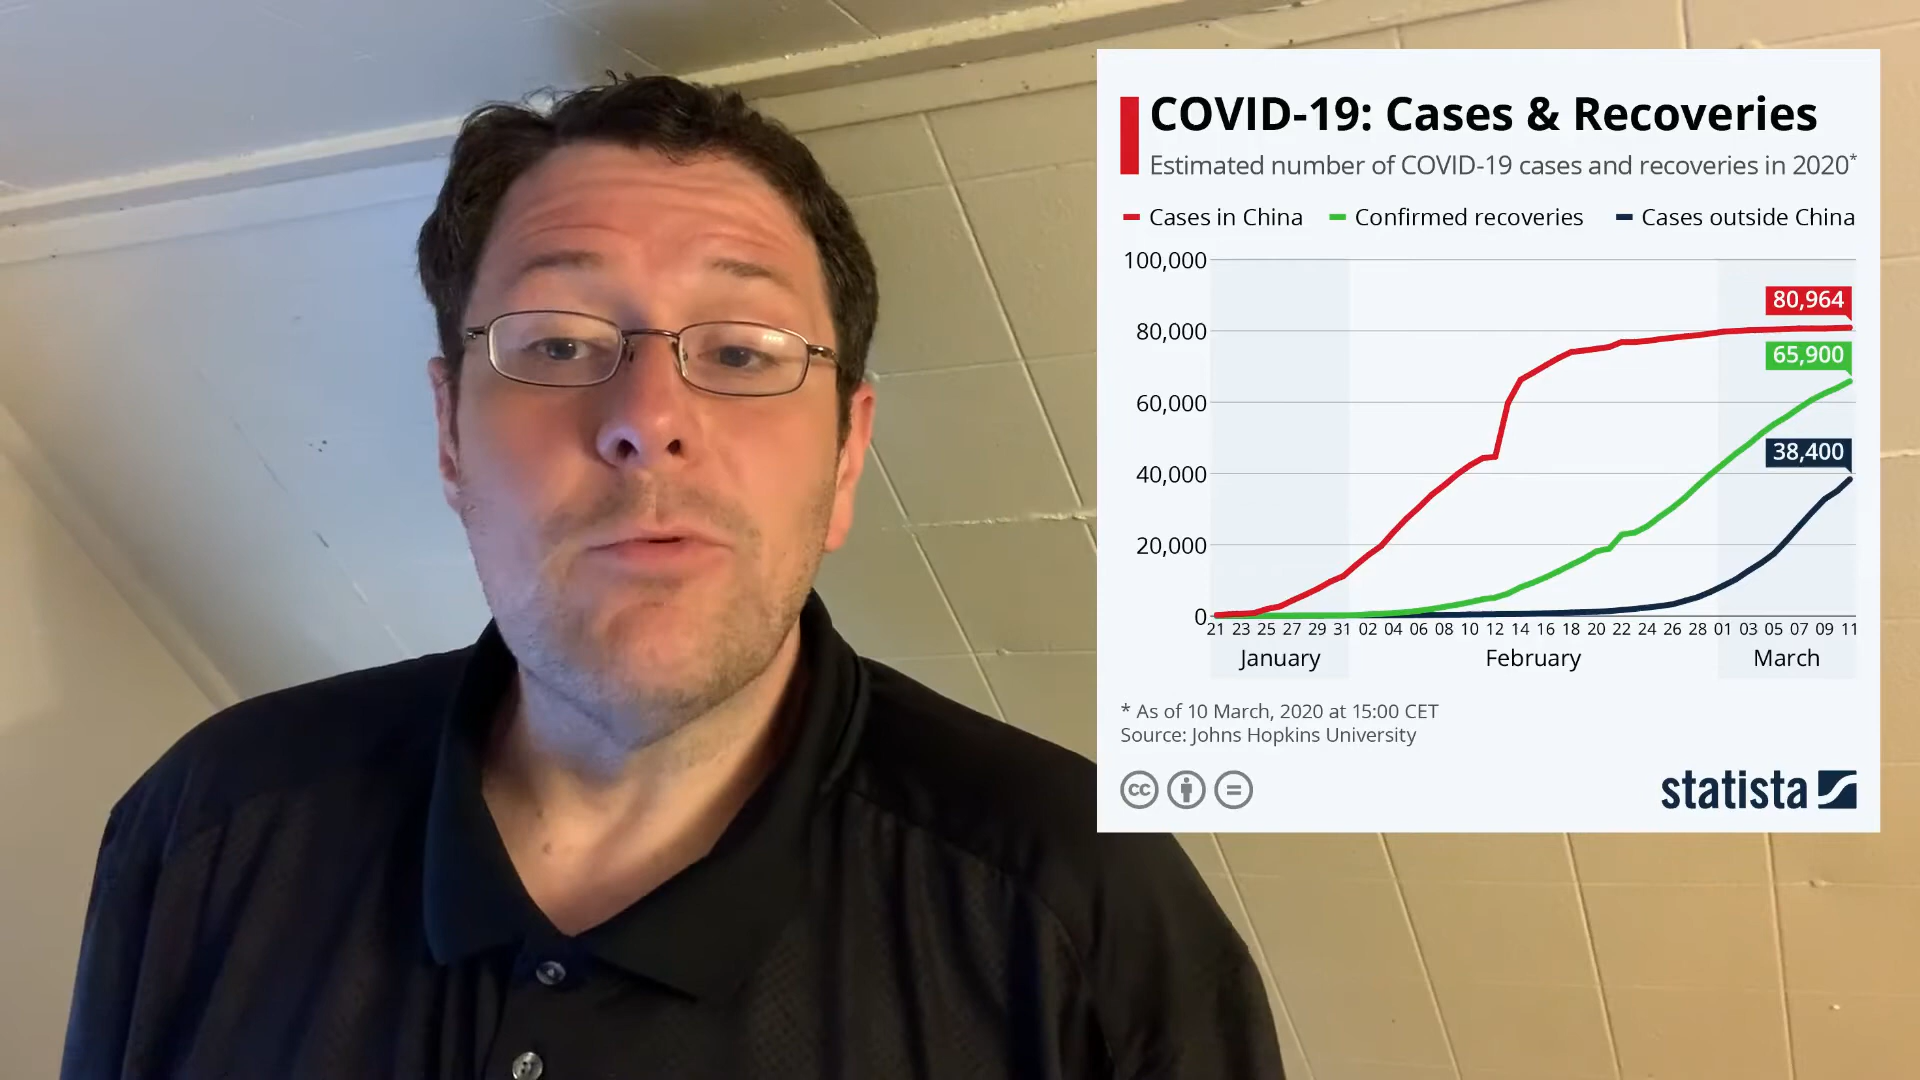 COVID-19: Cases & Recoveries
Estimated number of COVID-19 cases and recoveries in 2020*
Cases in China Confirmed recoveries Cases outside China
100,000
80,964
80,000
65,900
60,000
38,400
40,000
20,000
0
21 23 25 27 29 31 02 04 06 08 10 12 14 16 18 20 22 24 26 28 01 03 05 07 09 11
January February March
* As of 10 March, 2020 at 15:00 CET
Source: Johns Hopkins University
cc
statista